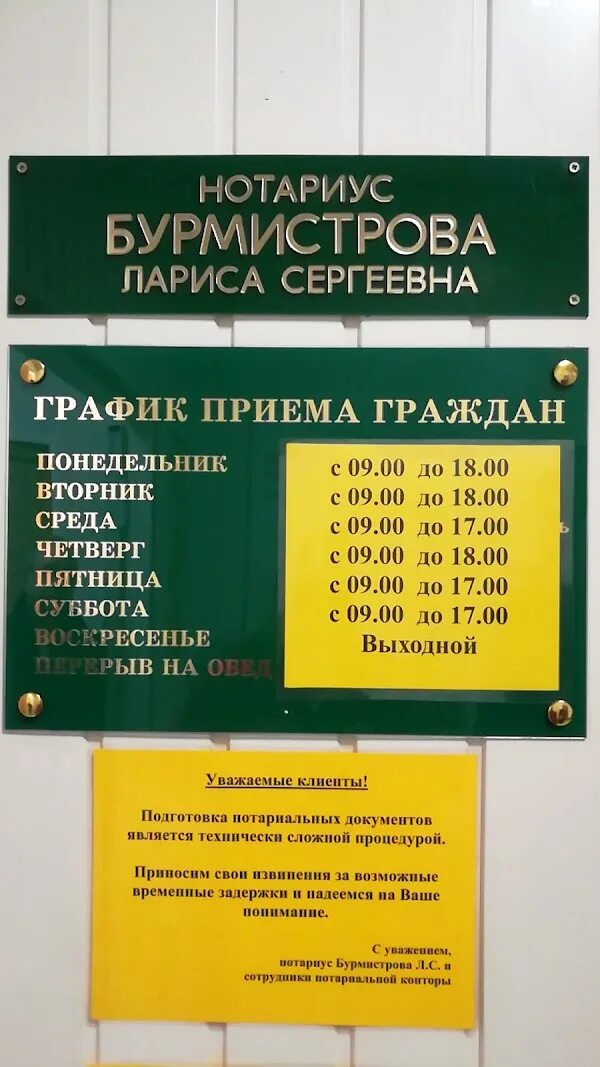 НОТАРИУС
БУРМИСТРОВА
ЛАРИСА СЕРГЕЕВНА
ГРАФИК ПРИЕМА ГРАЖДАН
ПОНЕДЕЛЬНИК с 09.00 до 18.00
ВТОРНИК с 09.00 до 18.00
СРЕДА с 09.00 до 17.00
ЧЕТВЕРГ с 09.00 до 18.00
ПЯТНИЦА с 09.00 до 17.00
СУББОТА с 09.00 до 17.00
ВОСКРЕСЕНЬЕ Выходной
ПЕРЕРЫВ НА ОБЕД
Уважаемые клиенты!
Подготовка нотариальных документов
является технически сложной процедурой.
Приносим свои извинения за возможные
временные задержки и надеемся на Ваше
понимание.
С уважением,
нотариус Бурмистрова Л.С. и
сотрудники нотариальной конторы